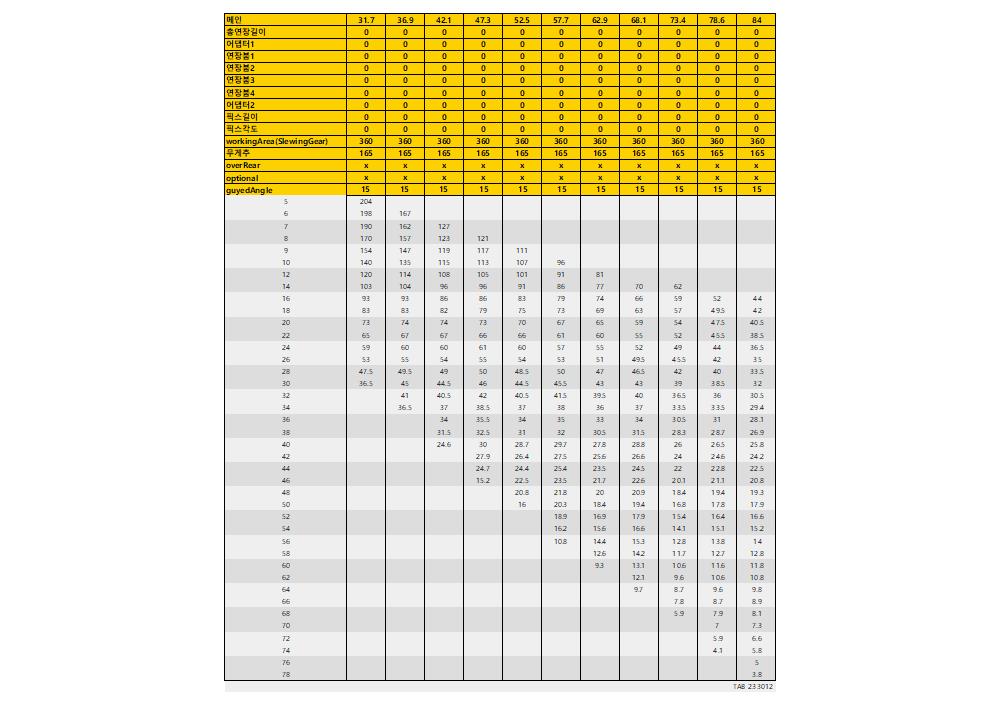 메인 31.7 36.9 42.1 47.3 52.5 57.7 62.9 68.1 73.4 78.6 84
총연장길이 0 0 0 0 0 0 0 0 0 0 0
어댑터1 0 0 0 0 0 0 0 0 0 0 0
연장붐1 0 0 0 0 0 0 0 0 0 0 0
연장붐2 0 0 0 0 0 0 0 0 0 0 0
연장붐3 0 0 0 0 0 0 0 0 0 0 0
연장붐4 0 0 0 0 0 0 0 0 0 0 0
어댑터2 0 0 0 0 0 0 0 0 0 0 0
픽스길이 0 0 0 0 0 0 0 0 0 0 0
픽스각도 0 0 0 0 0 0 0 0 0 0 0
workingArea(SlewingGear) 360 360 360 360 360 360 360 360 360 360 360
무게추 165 165 165 165 165 165 165 165 165 165 165
overRear x x x x x x x x x x x
optional x x x x x x x x x x x
guyedAngle 15 15 15 15 15 15 15 15 15 15 15
5 204
6 198 167
7 190 162 127
8 170 157 123 121
9 154 147 119 117 111
10 140 135 115 113 107 96
12 120 114 108 105 101 91 81
14 103 104 96 96 91 86 77 70 62
16 93 93 86 86 83 79 74 66 59 52 44
18 83 83 82 79 75 73 69 63 57 49.5 42
20 73 74 74 73 70 67 65 59 54 47.5 40.5
22 65 67 67 66 66 61 60 55 52 45.5 38.5
24 59 60 60 61 60 57 55 52 49 44 36.5
26 53 55 54 55 54 53 51 49.5 45.5 42 35
28 47.5 49.5 49 50 48.5 50 47 46.5 42 40 33.5
30 36.5 45 44.5 46 44.5 45.5 43 43 39 38.5 32
32 41 40.5 42 40.5 41.5 39.5 40 36.5 36 30.5
34 36.5 37 38.5 37 38 36 37 33.5 33.5 29.4
36 34 35.5 34 35 33 34 30.5 31 28.1
38 31.5 32.5 31 32 30.5 31.5 28.3 28.7 26.9
40 24.6 30 28.7 29.7 27.8 28.8 26 26.5 25.8
42 27.9 26.4 27.5 25.6 26.6 24 24.6 24.2
44 24.7 24.4 25.4 23.5 24.5 22 22.8 22.5
46 15.2 22.5 23.5 21.7 22.6 20.1 21.1 20.8
48 20.8 21.8 20 20.9 18.4 19.4 19.3
50 16 20.3 18.4 19.4 16.8 17.8 17.9
52 18.9 16.9 17.9 15.4 16.4 16.6
54 16.2 15.6 16.6 14.1 15.1 15.2
56 10.8 14.4 15.3 12.8 13.8 14
58 12.6 14.2 11.7 12.7 12.8
60 9.3 13.1 10.6 11.6 11.8
62 12.1 9.6 10.6 10.8
64 9.7 8.7 9.6 9.8
66 7.8 8.7 8.9
68 5.9 7.9 8.1
70 7 7.3
72 5.9 6.6
74 4.1 5.8
76 5
78 3.8
TAB 233012